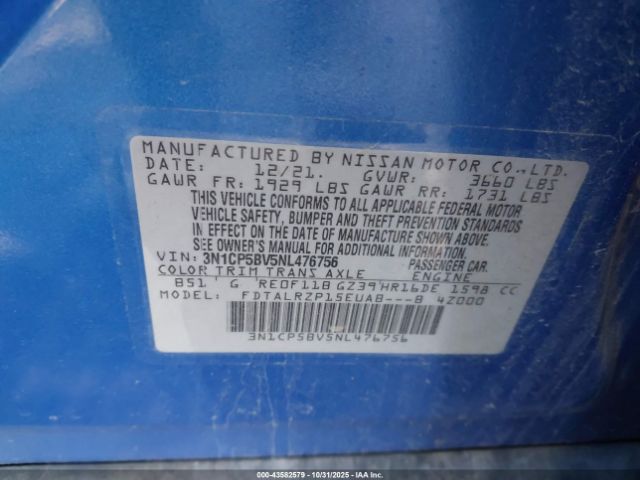 MANUFACTURED BY NISSAN MOTOR CO., LTD.
DATE: 12/21. GVWR: 3660 LBS
GAWR FR: 1929 LBS GAWR RR: 1731 LBS
THIS VEHICLE CONFORMS TO ALL APPLICABLE FEDERAL MOTOR
VEHICLE SAFETY, BUMPER AND THEFT PREVENTION STANDARDS
IN EFFECT ON THE DATE OF MANUFACTURE SHOWN ABOVE.
SEE OWNER'S MANUAL FOR ADDITIONAL INFORMATION.
VIN: 3N1CP5BV5NL476756 PASSENGER CAR.
COLOR TRIM TRANS AXLE ENGINE
B51 G RE0F11B GZ39 HR16DE 1598 CC
FDTALRZP15EUAB---B 4Z000
3N1CP5BV5NL476756
000-43582579 | 10/31/2025 | © IAA, Inc.